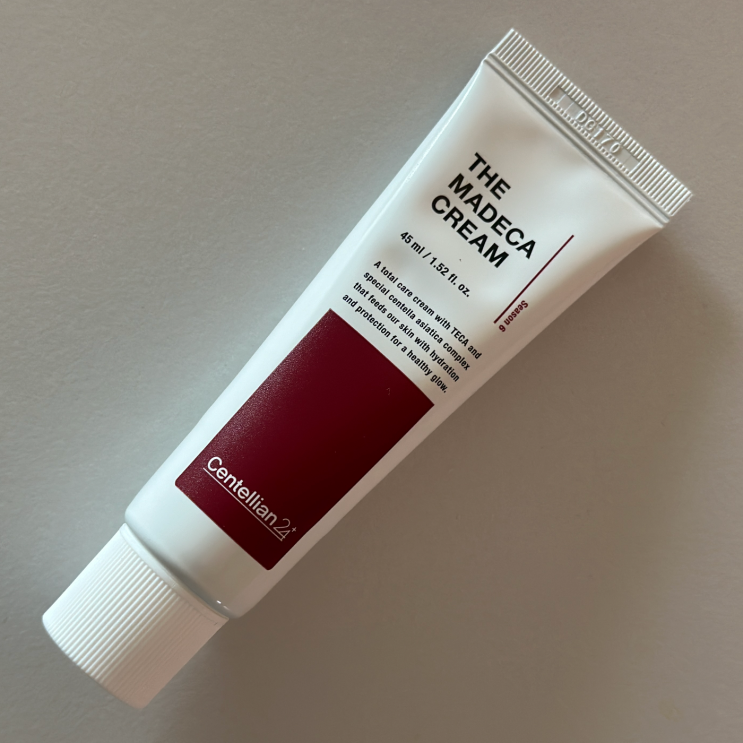 DG170
THE
MADECA
CREAM
45 ml / 1.52 fl. oz.
Season 6
A total care cream with TECA and
special centella asiatica complex
that feeds our skin with hydration
and protection for a healthy glow.
Centellian24+